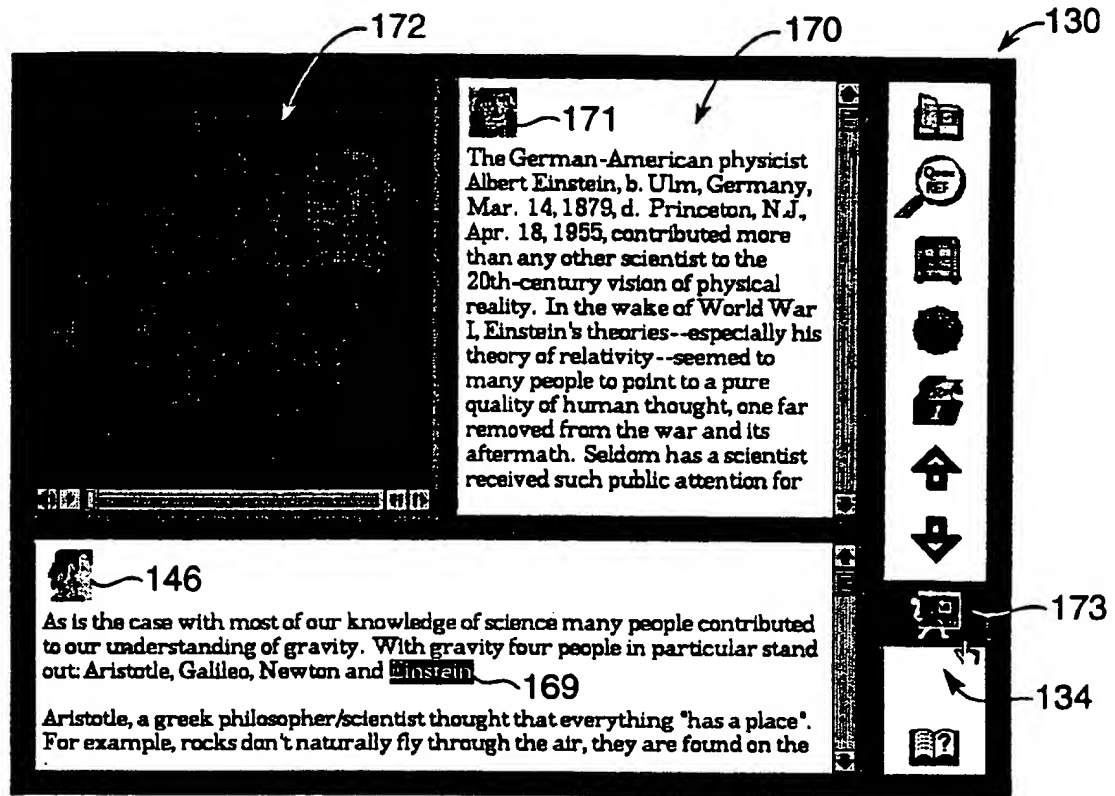 172
170
130
171
The German-American physicist
Albert Einstein, b. Ulm, Germany,
Mar. 14, 1879, d. Princeton, N.J.,
Apr. 18, 1955, contributed more
than any other scientist to the
20th-century vision of physical
reality. In the wake of World War
I, Einstein's theories--especially his
theory of relativity--seemed to
many people to point to a pure
quality of human thought, one far
removed from the war and its
aftermath. Seldom has a scientist
received such public attention for
REF
146
As is the case with most of our knowledge of science many people contributed
to our understanding of gravity. With gravity four people in particular stand
out: Aristotle, Galileo, Newton and Einstein
169
Aristotle, a greek philosopher/scientist thought that everything "has a place".
For example, rocks don't naturally fly through the air, they are found on the
173
134
?